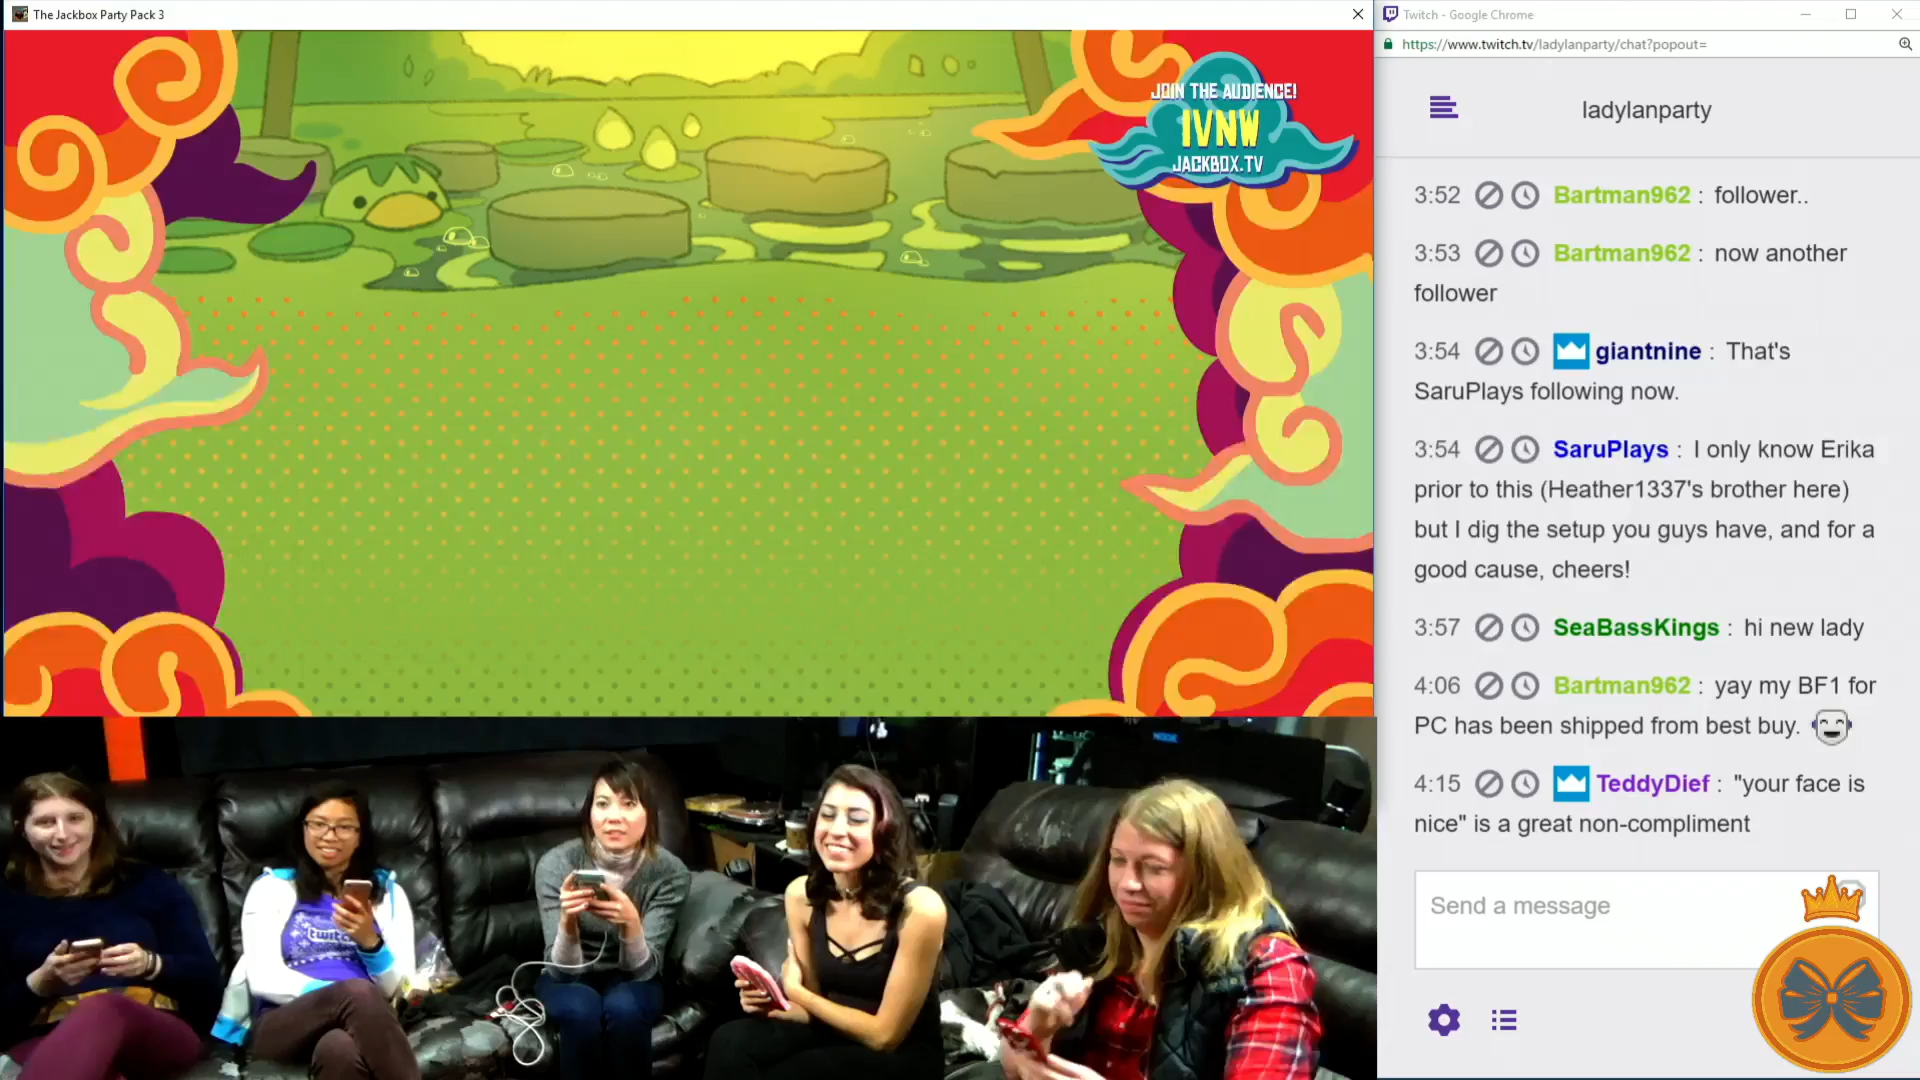 The Jackbox Party Pack 3
JOIN THE AUDIENCE!
IVNW
JACKBOX.TV
Twitch - Google Chrome
https://www.twitch.tv/ladylanparty/chat?popout=
ladylanparty
3:52 Bartman962 : follower..
3:53 Bartman962 : now another
follower
3:54 giantnine : That's
SaruPlays following now.
3:54 SaruPlays : I only know Erika
prior to this (Heather1337's brother here)
but I dig the setup you guys have, and for a
good cause, cheers!
3:57 SeaBassKings : hi new lady
4:06 Bartman962 : yay my BF1 for
PC has been shipped from best buy.
4:15 TeddyDief : "your face is
nice" is a great non-compliment
Send a message
twitch